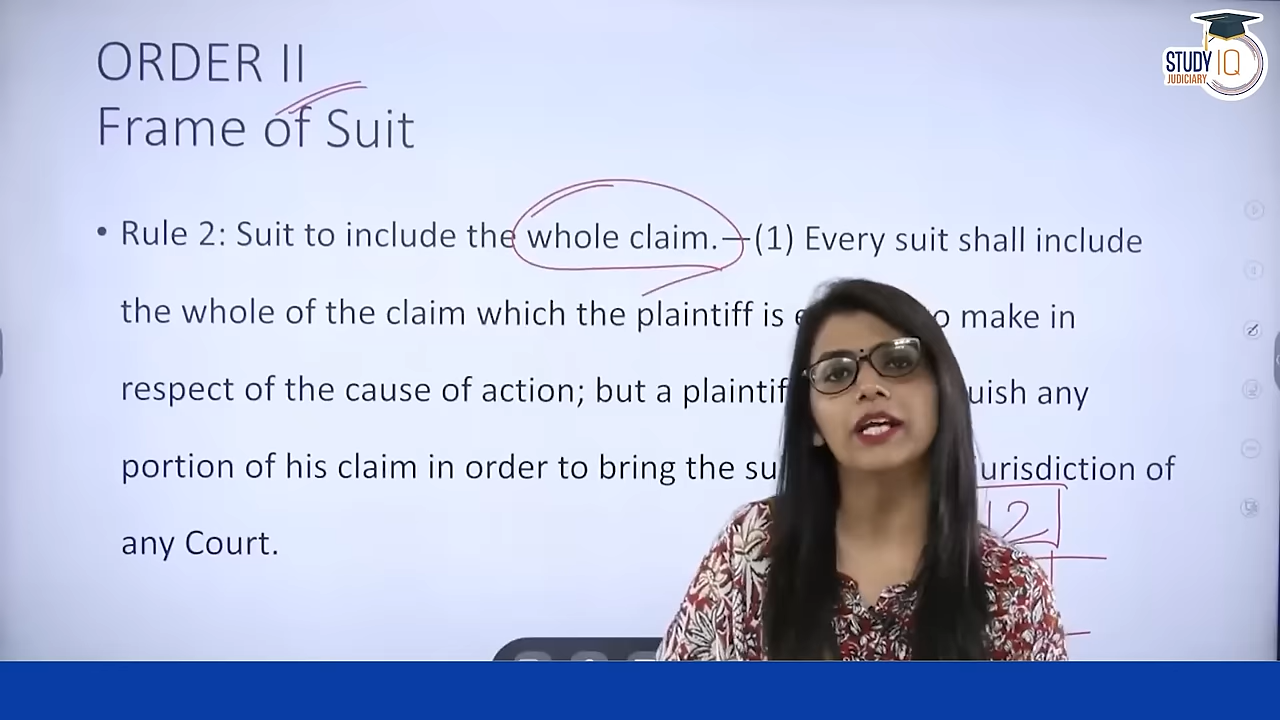 ORDER II
Frame of Suit
STUDY IQ
JUDICIARY
• Rule 2: Suit to include the whole claim.—(1) Every suit shall include
the whole of the claim which the plaintiff is make in
respect of the cause of action; but a any
portion of his claim in order to bring the jurisdiction of
2
any Court.